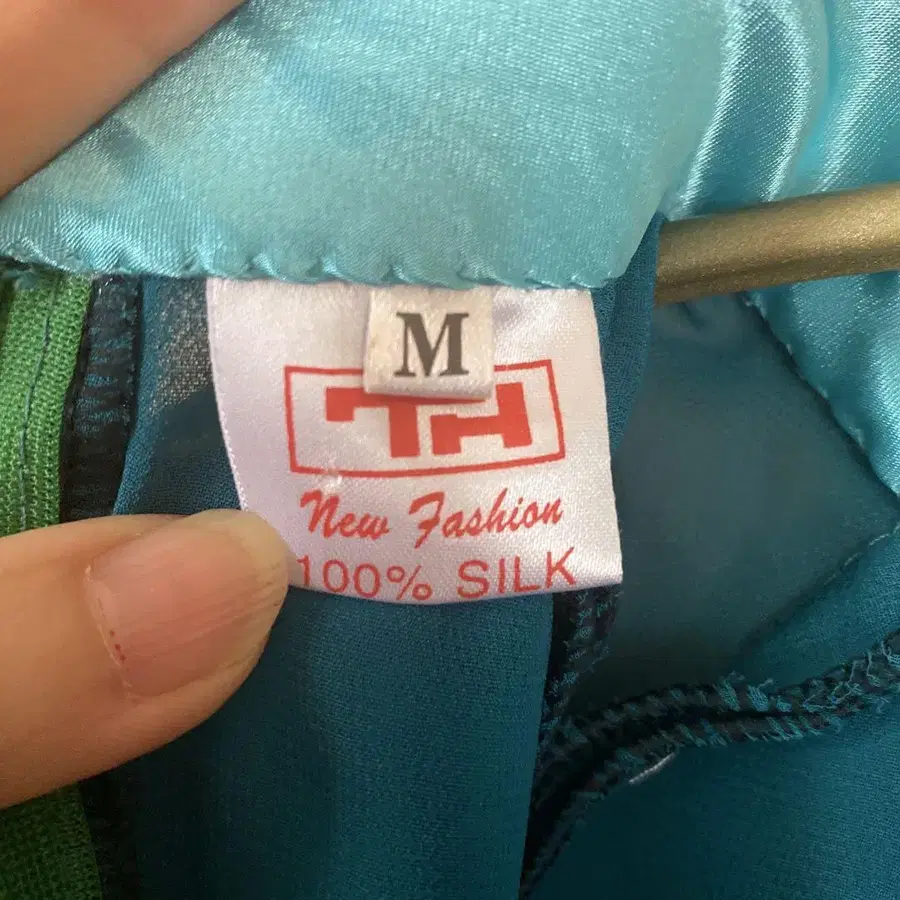 M
TH
New Fashion
100% SILK